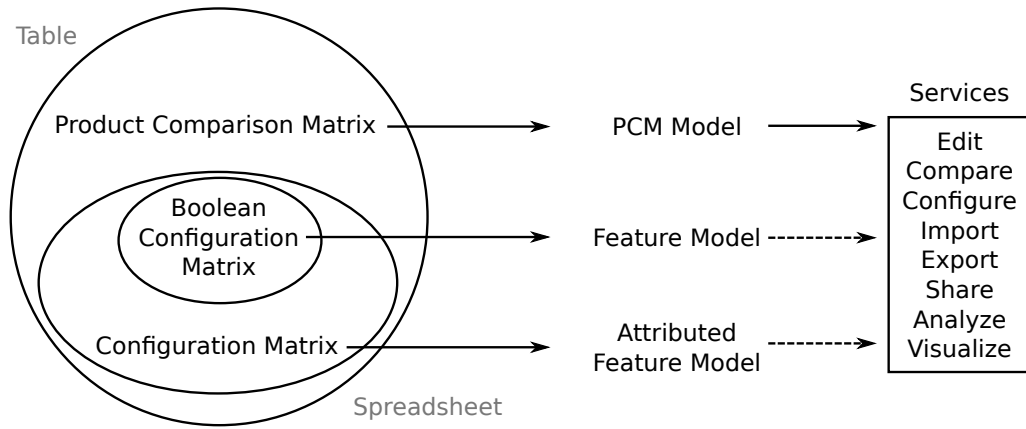 Table
Product Comparison Matrix
PCM Model
Services
Edit
Compare
Configure
Import
Export
Share
Analyze
Visualize
Boolean
Configuration
Matrix
Feature Model
Configuration Matrix
Attributed
Feature Model
Spreadsheet